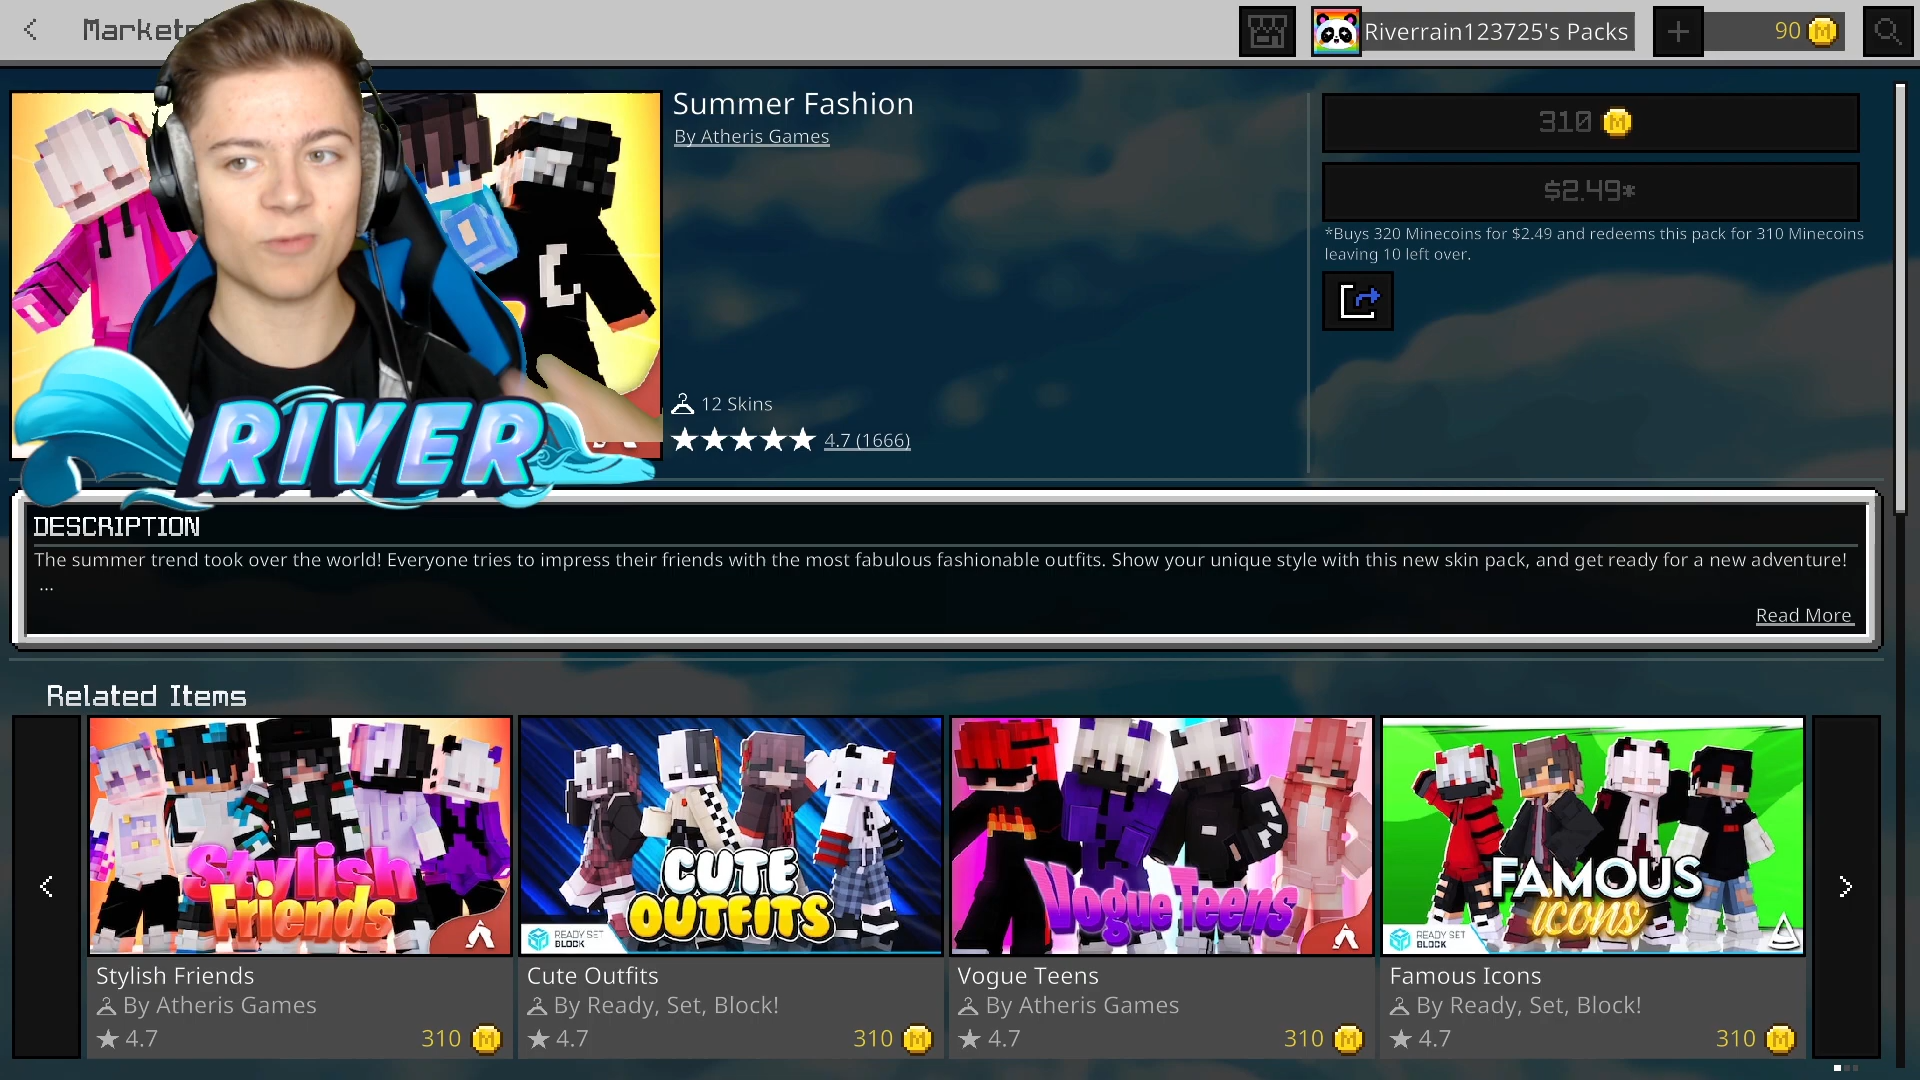 Riverrain123725's Packs
90
Summer Fashion
By Atheris Games
12 Skins
4.7 (1666)
310
$2.49*
*Buys 320 Minecoins for $2.49 and redeems this pack for 310 Minecoins
leaving 10 left over.
RIVER
DESCRIPTION
The summer trend took over the world! Everyone tries to impress their friends with the most fabulous fashionable outfits. Show your unique style with this new skin pack, and get ready for a new adventure!
...
Read More
Related Items
Stylish
Friends
Stylish Friends
By Atheris Games
4.7
310
CUTE
OUTFITS
READY SET
BLOCK
Cute Outfits
By Ready, Set, Block!
4.7
310
Vogue Teens
Vogue Teens
By Atheris Games
4.7
310
FAMOUS
icons
READY SET
BLOCK
Famous Icons
By Ready, Set, Block!
4.7
310